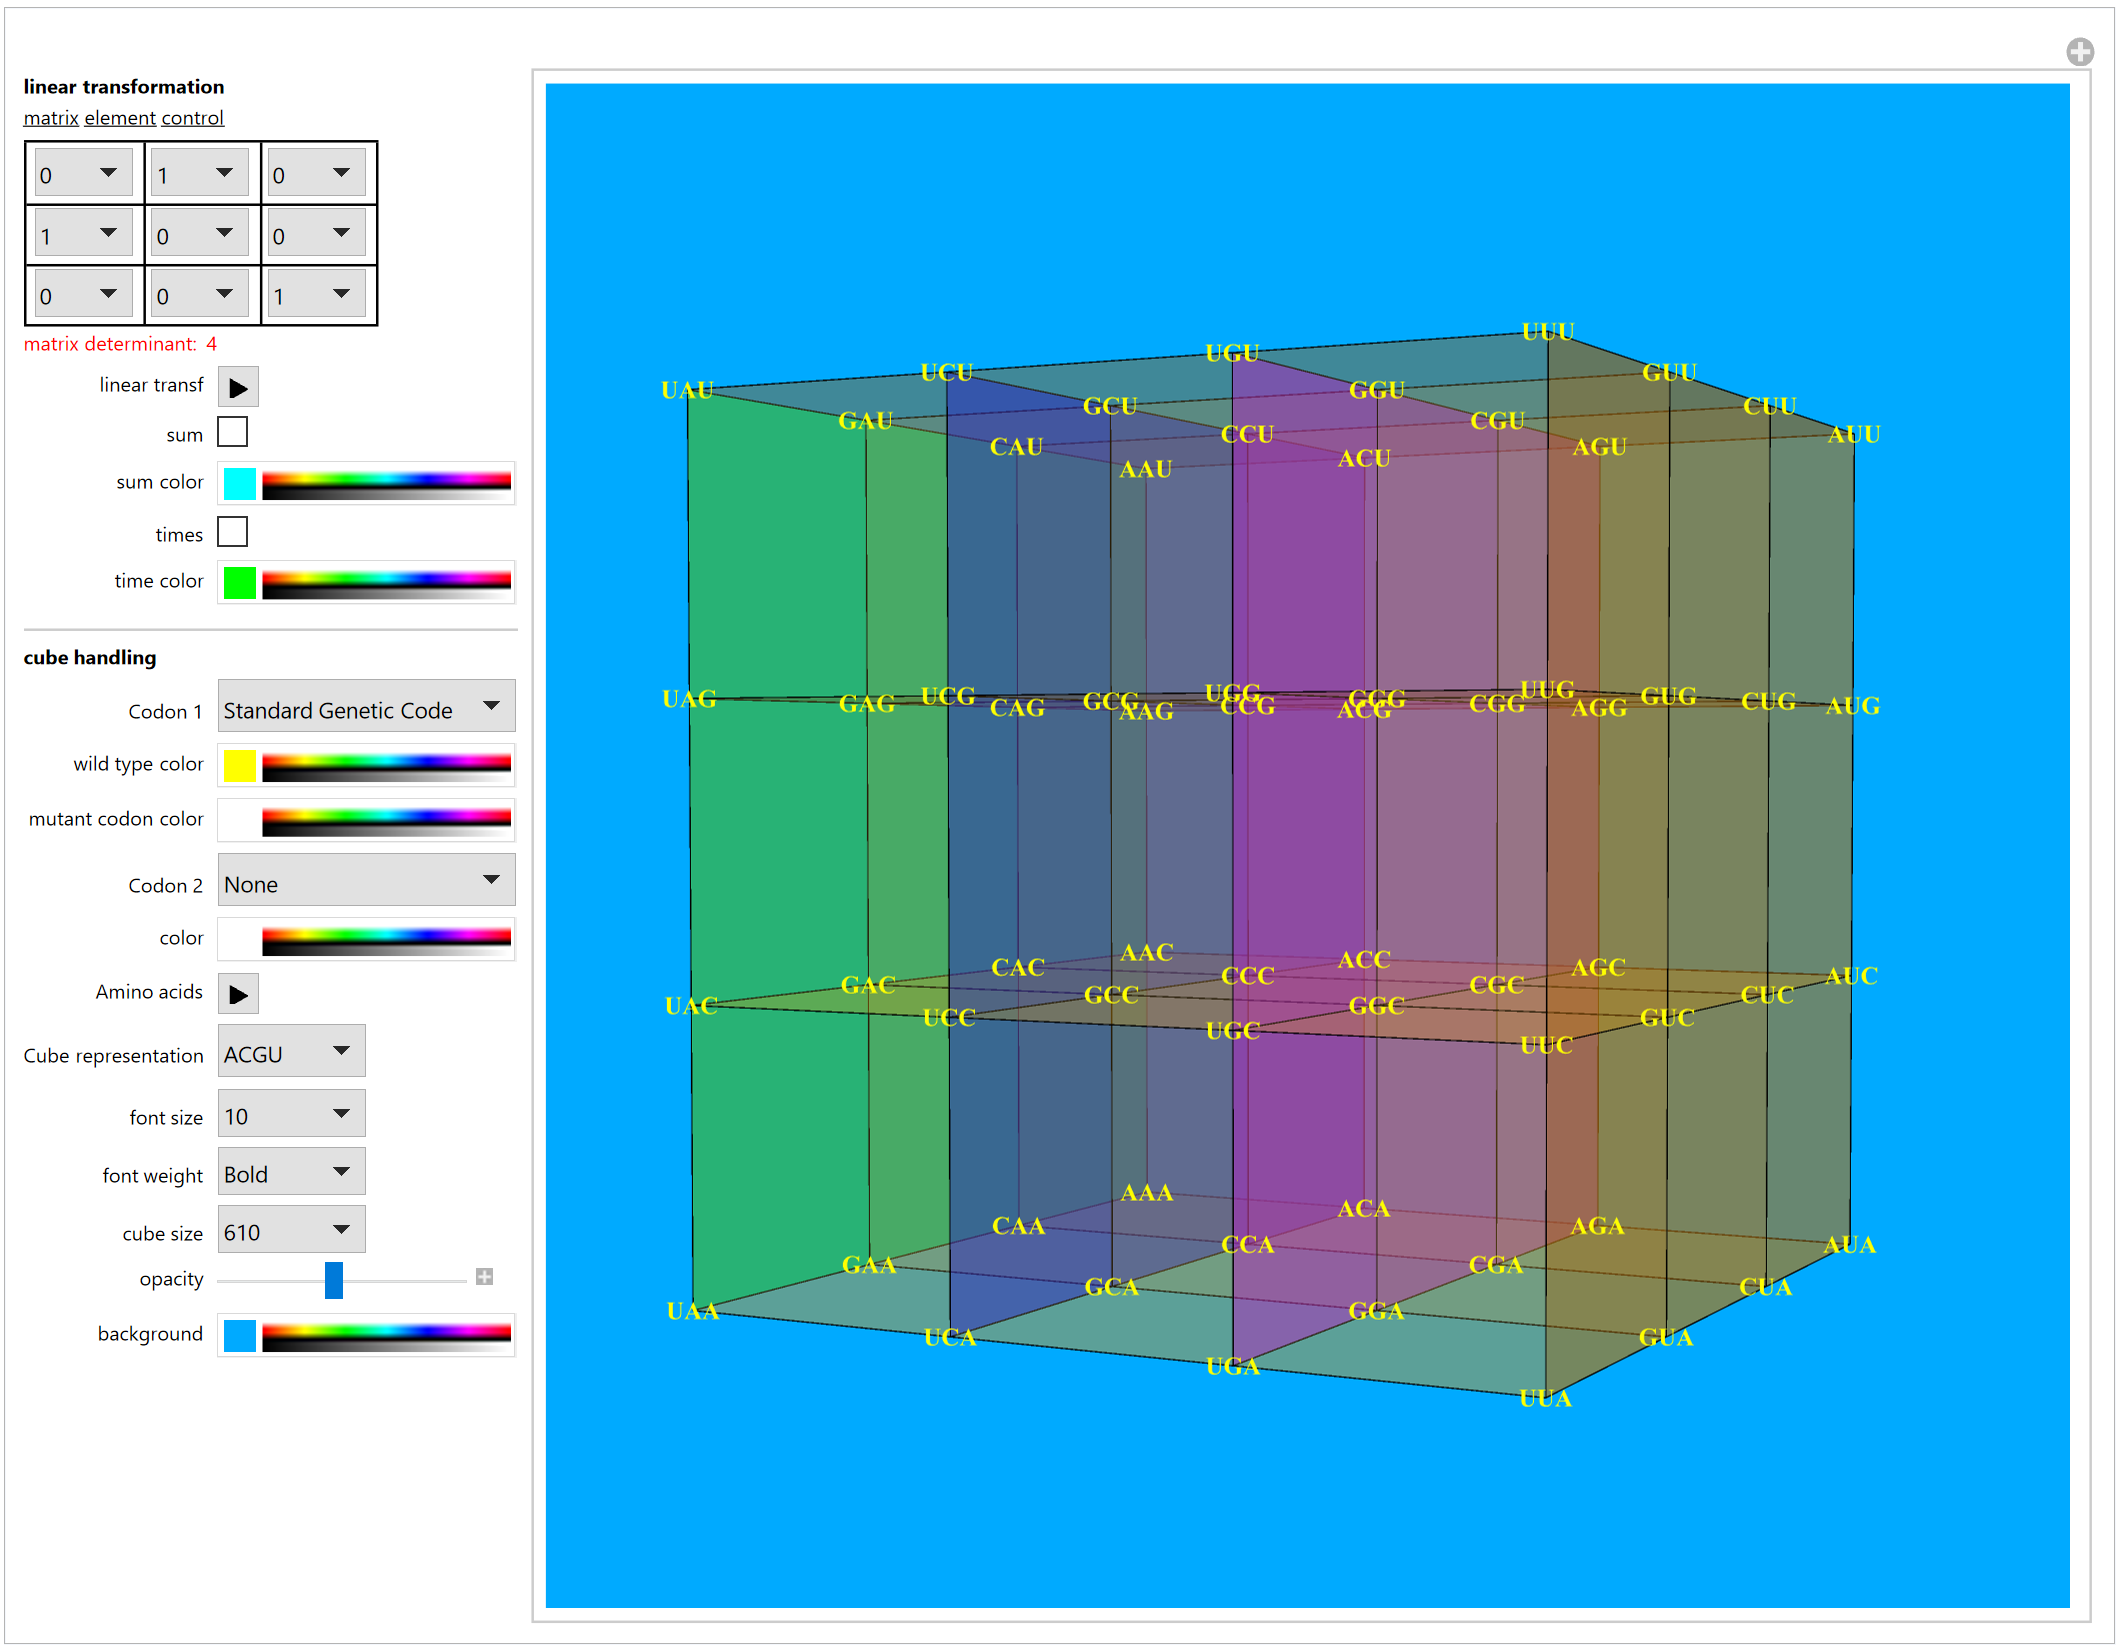 linear transformation
matrix element control
0 1 0
1 0 0
0 0 1
matrix determinant: 4
linear transf
sum
sum color
times
time color
cube handling
Codon 1 Standard Genetic Code
wild type color
mutant codon color
Codon 2 None
color
Amino acids
Cube representation ACGU
font size 10
font weight Bold
cube size 610
opacity
background
UUU
UGU
UCU GUU
UAU GGU
GCU CUU
GAU CGU
CCU AUU
CAU AGU
ACU
AAU
UUG
UGG
UCG GUG
UAG GGG
GCG CUG
GAG CGG
CCG AUG
CAG AGG
ACG
AAG
AAC
ACC
CAC AGC
CCC AUC
GAC CGC
GCC CUC
UAC GGC
UCC GUC
UGC
UUC
AAA
ACA
CAA AGA
CCA AUA
GAA CGA
GCA CUA
UAA GGA
UCA GUA
UGA
UUA